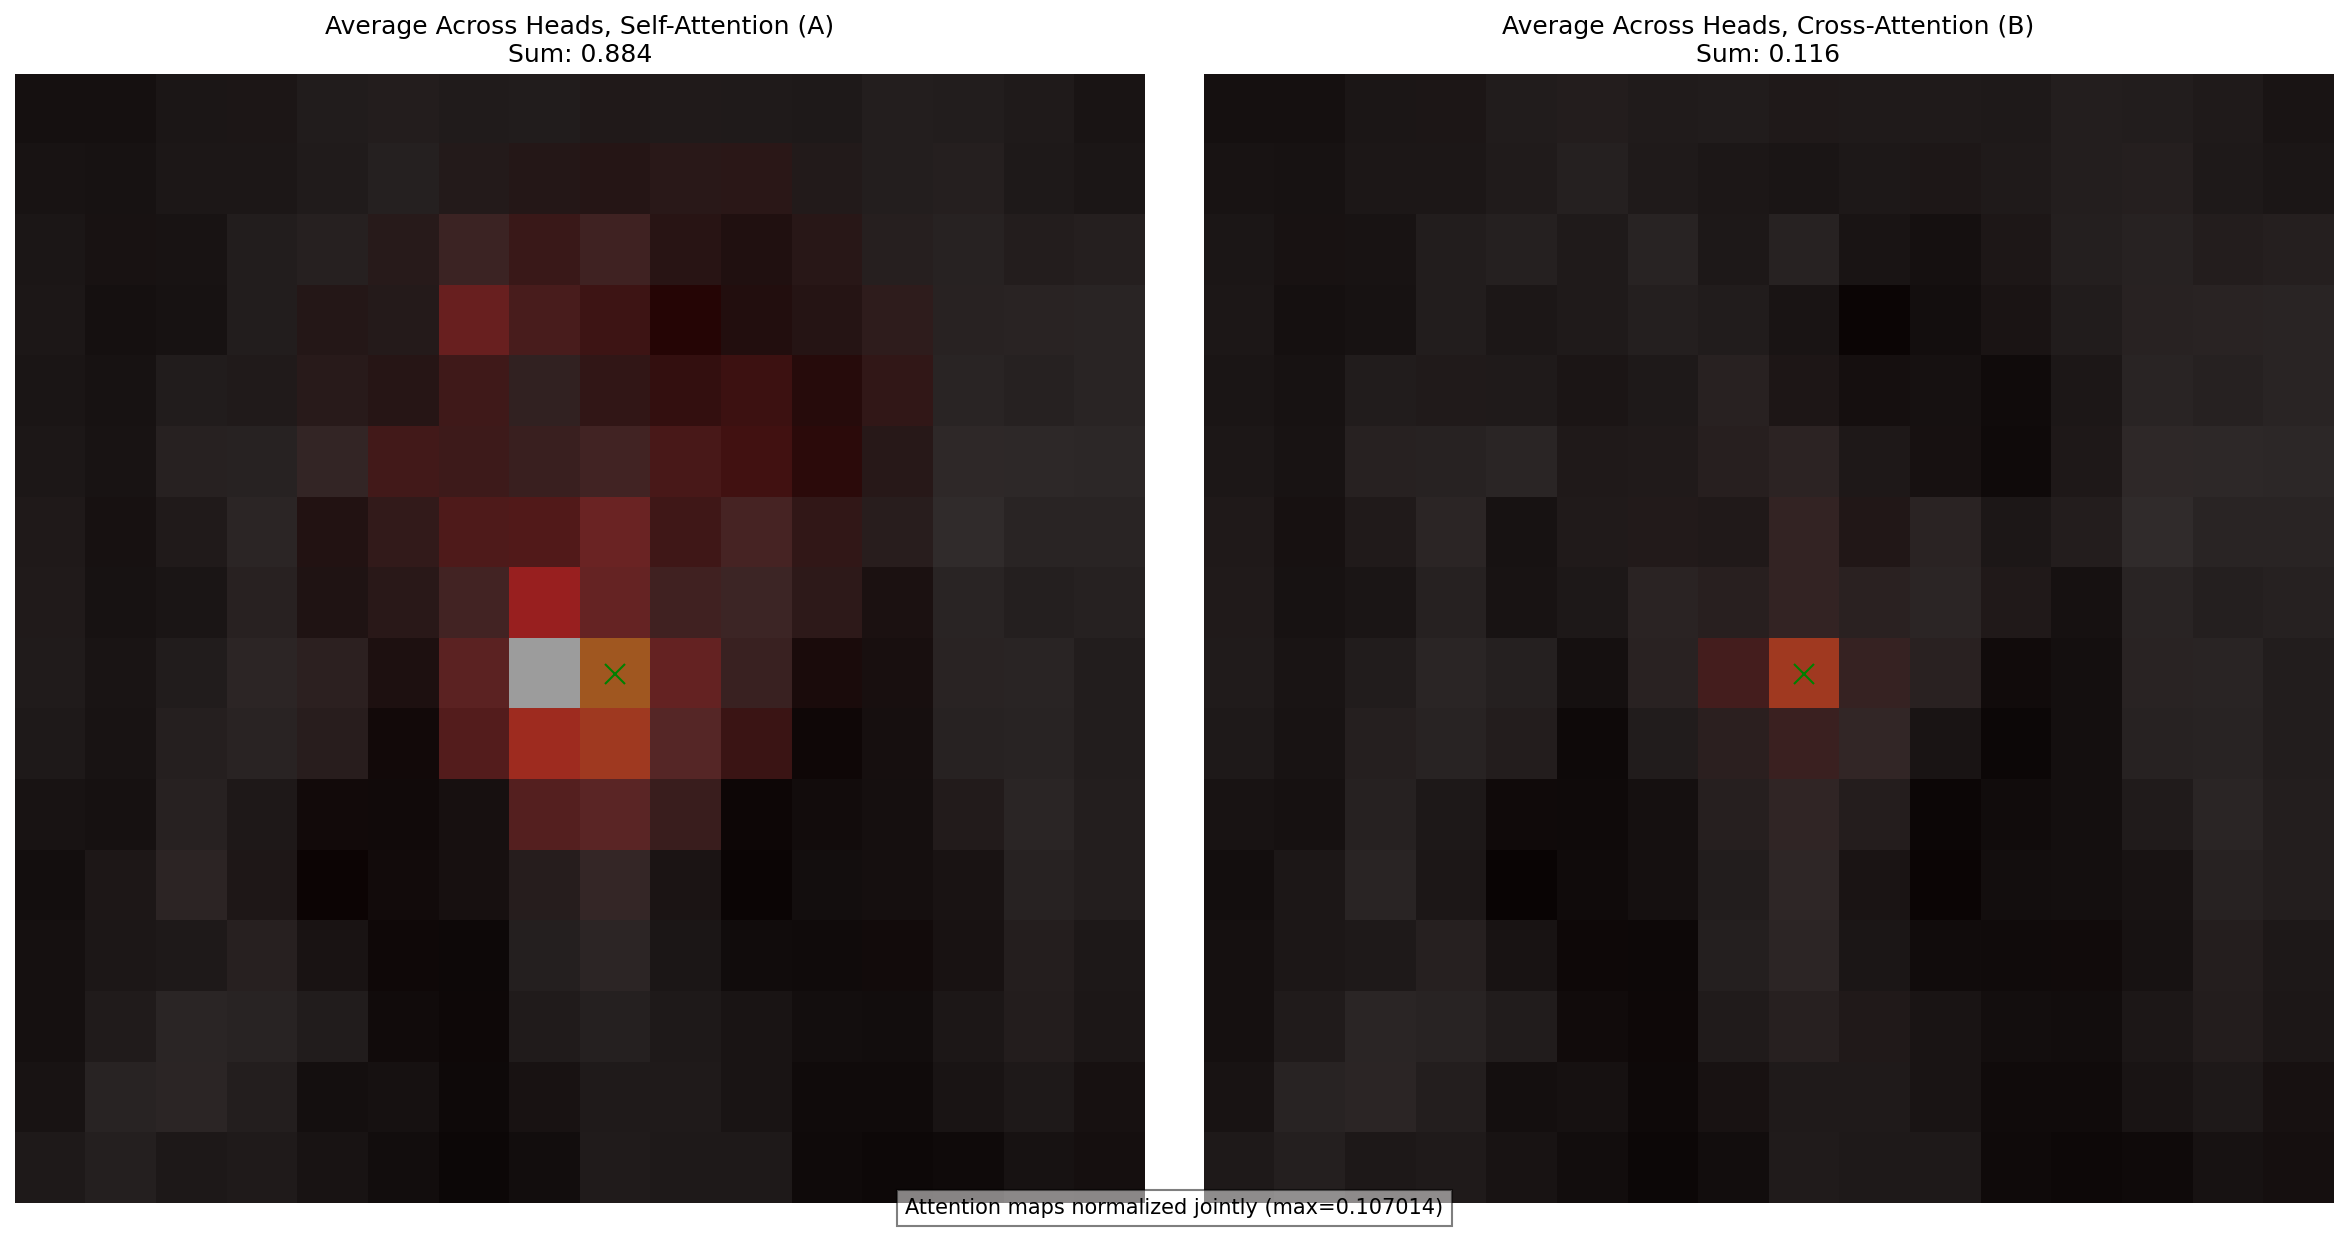 Average Across Heads, Self-Attention (A)
Sum: 0.884
Average Across Heads, Cross-Attention (B)
Sum: 0.116
Attention maps normalized jointly (max=0.107014)